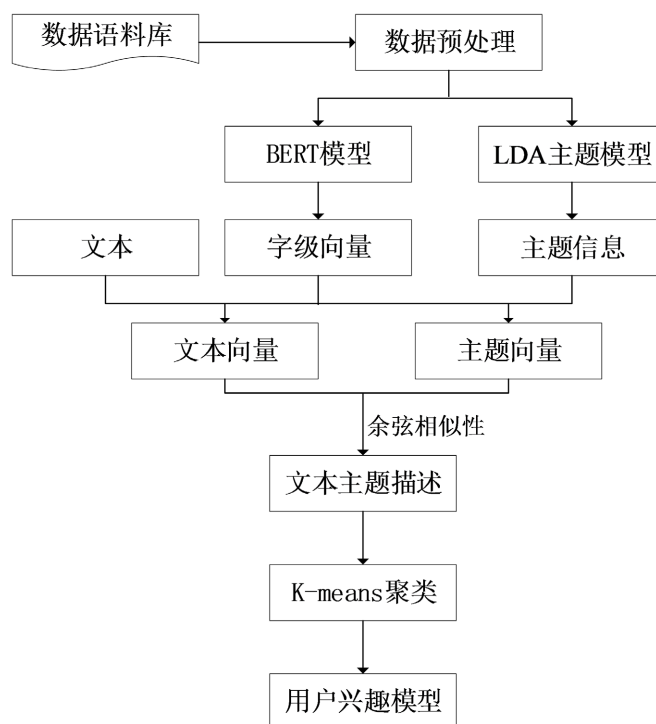 数据语料库
数据预处理
BERT模型
LDA主题模型
文本
字级向量
主题信息
文本向量
主题向量
余弦相似性
文本主题描述
K-means聚类
用户兴趣模型